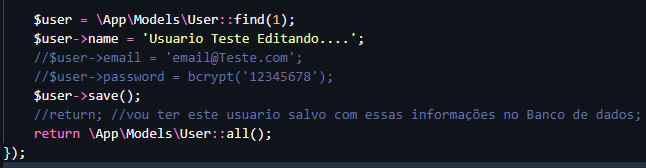 $user = \App\Models\User::find(1);
$user->name = 'Usuario Teste Editando....';
//$user->email = 'email@Teste.com';
//$user->password = bcrypt('12345678');
$user->save();
//return; //vou ter este usuario salvo com essas informações no Banco de dados;
return \App\Models\User::all();
});